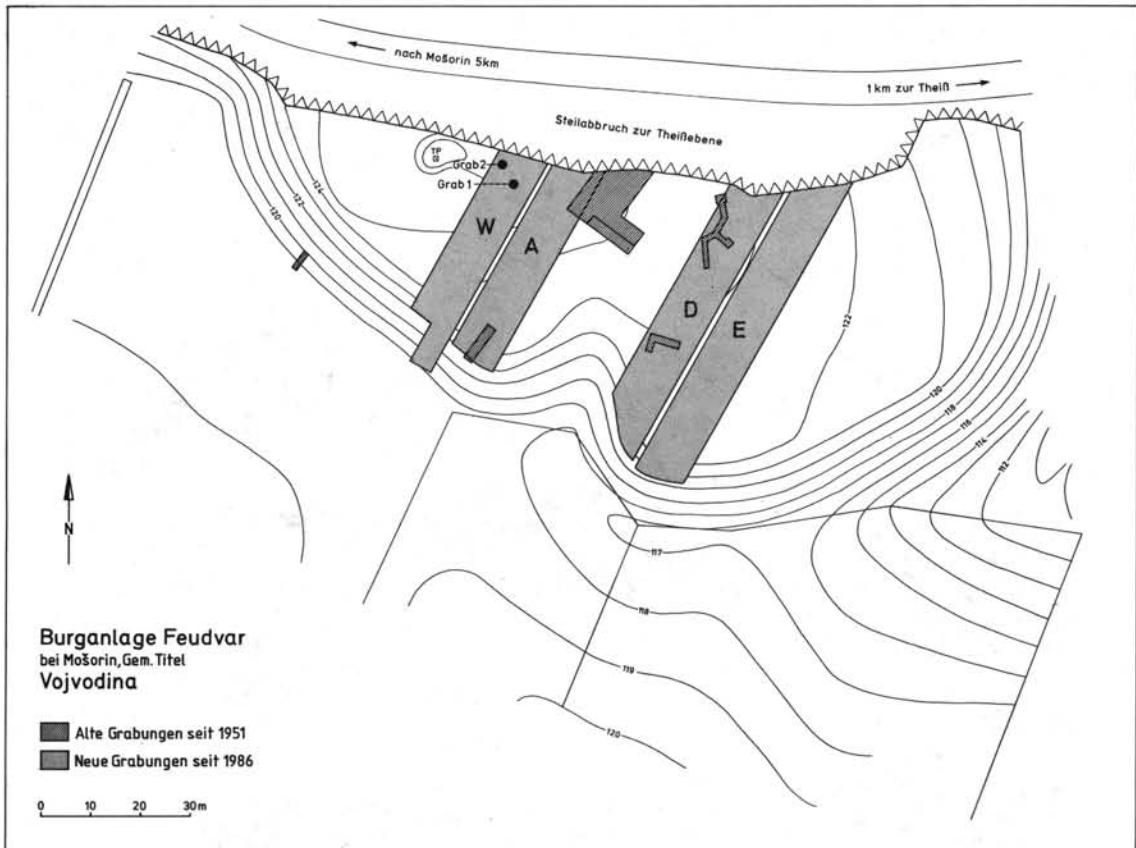 nach Mošorin 5km
1 km zur Theiß
Steilabbruch zur Theißebene
TP
Grab2
Grab1
124
122
120
W
A
D
E
122
120
118
116
114
112
117
118
119
120
N
Burganlage Feudvar
bei Mošorin, Gem. Titel
Vojvodina
Alte Grabungen seit 1951
Neue Grabungen seit 1986
0 10 20 30m